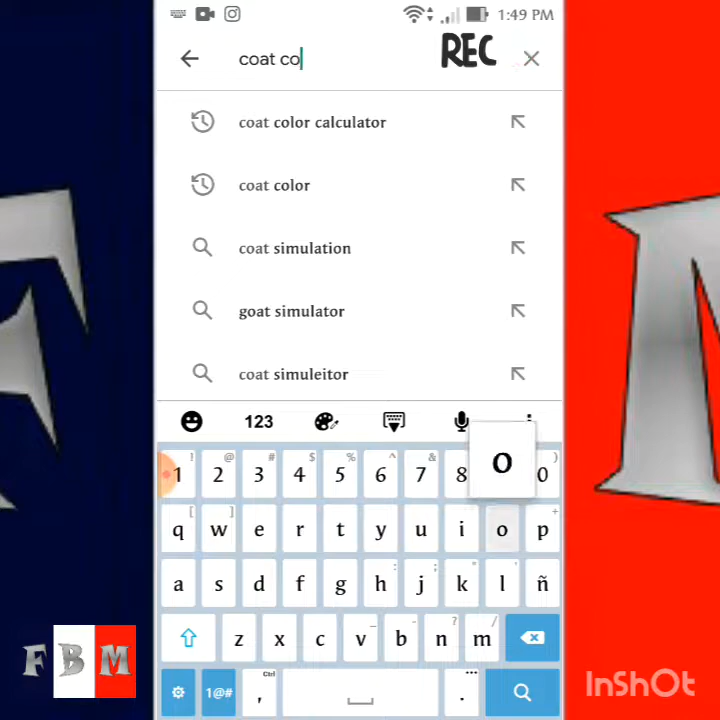 1:49 PM
coat co
REC
coat color calculator
coat color
coat simulation
goat simulator
coat simuleitor
123
o
! @ # $ % ^ & )
1 2 3 4 5 6 7 8 0
[ ] +
q w e r t y u i o p
: ; " '
a s d f g h j k l ñ
_ - ? /
z x c v b n m
Ctrl
1@# , .
F B M
InShOt